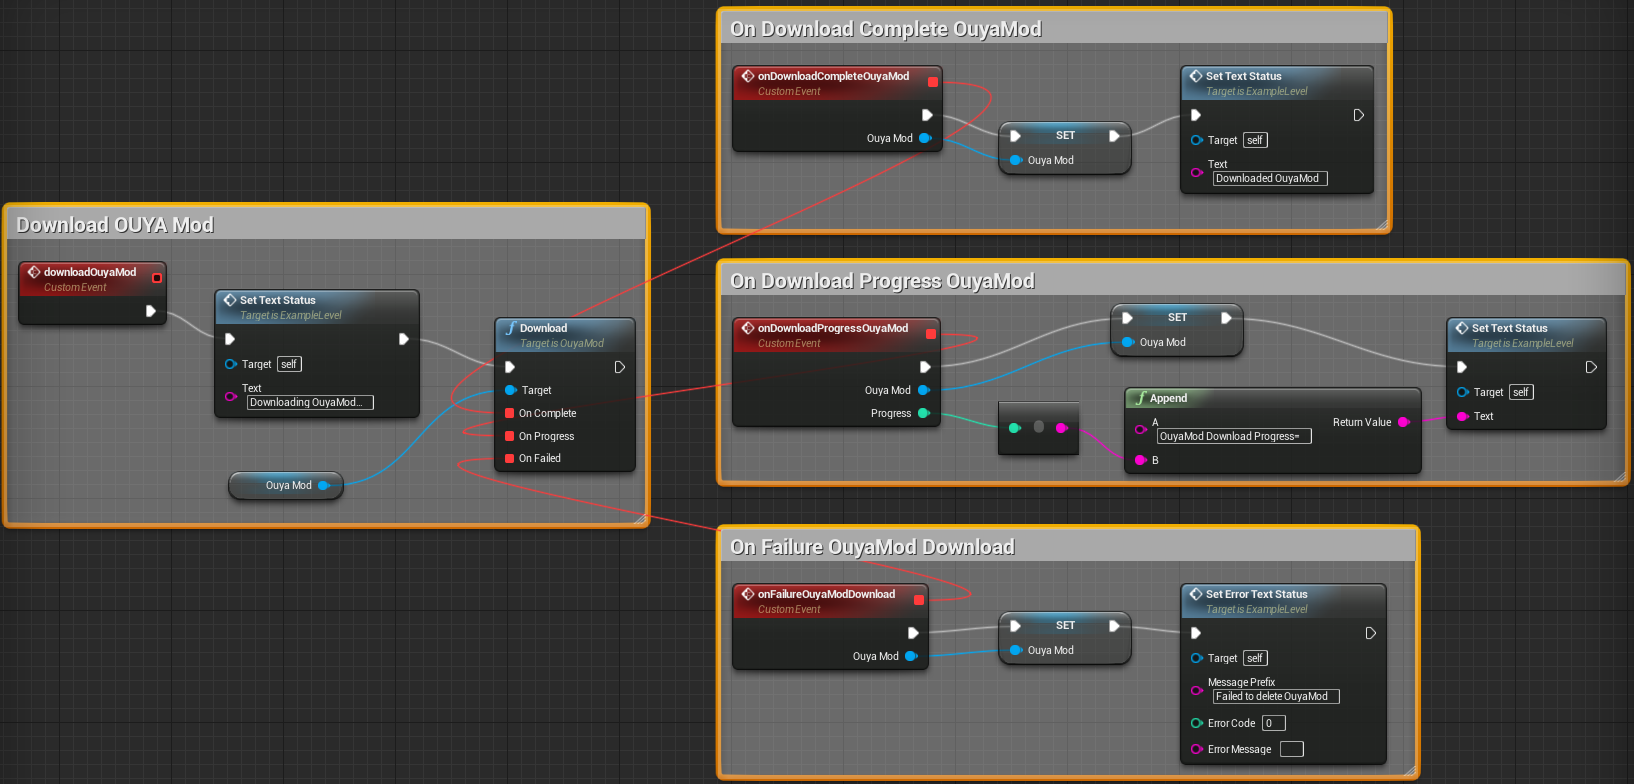 Download OUYA Mod
downloadOuyaMod
Custom Event
Set Text Status
Target is ExampleLevel
Target self
Text
Downloading OuyaMod...
Ouya Mod
Download
Target is OuyaMod
Target
On Complete
On Progress
On Failed
On Download Complete OuyaMod
onDownloadCompleteOuyaMod
Custom Event
Ouya Mod
SET
Ouya Mod
Set Text Status
Target is ExampleLevel
Target self
Text
Downloaded OuyaMod
On Download Progress OuyaMod
onDownloadProgressOuyaMod
Custom Event
Ouya Mod
Progress
SET
Ouya Mod
Append
A
OuyaMod Download Progress=
B
Return Value
Set Text Status
Target is ExampleLevel
Target self
Text
On Failure OuyaMod Download
onFailureOuyaModDownload
Custom Event
Ouya Mod
SET
Ouya Mod
Set Error Text Status
Target is ExampleLevel
Target self
Message Prefix
Failed to delete OuyaMod
Error Code 0
Error Message